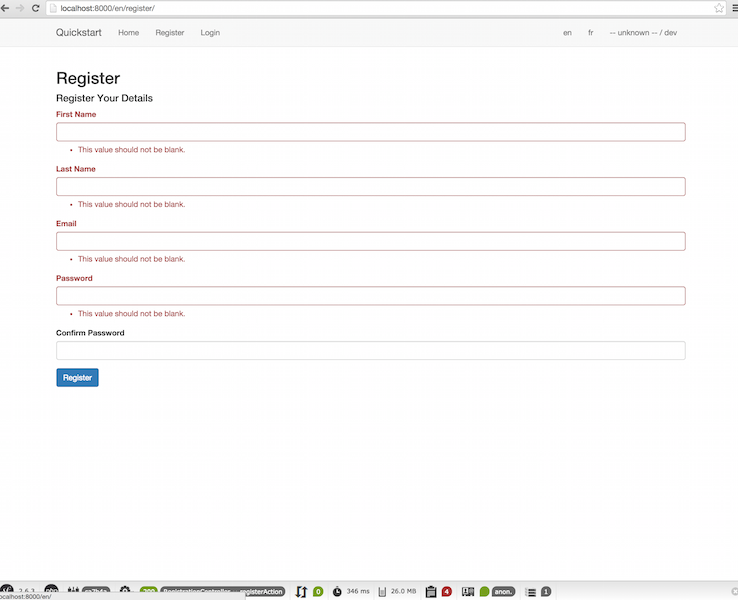 localhost:8000/en/register/
Quickstart Home Register Login en fr -- unknown -- / dev
Register
Register Your Details
First Name
This value should not be blank.
Last Name
This value should not be blank.
Email
This value should not be blank.
Password
This value should not be blank.
Confirm Password
Register
2.6.3 200 RegistrationController registerAction 0 346 ms 26.0 MB 4 anon. 1
localhost:8000/en/